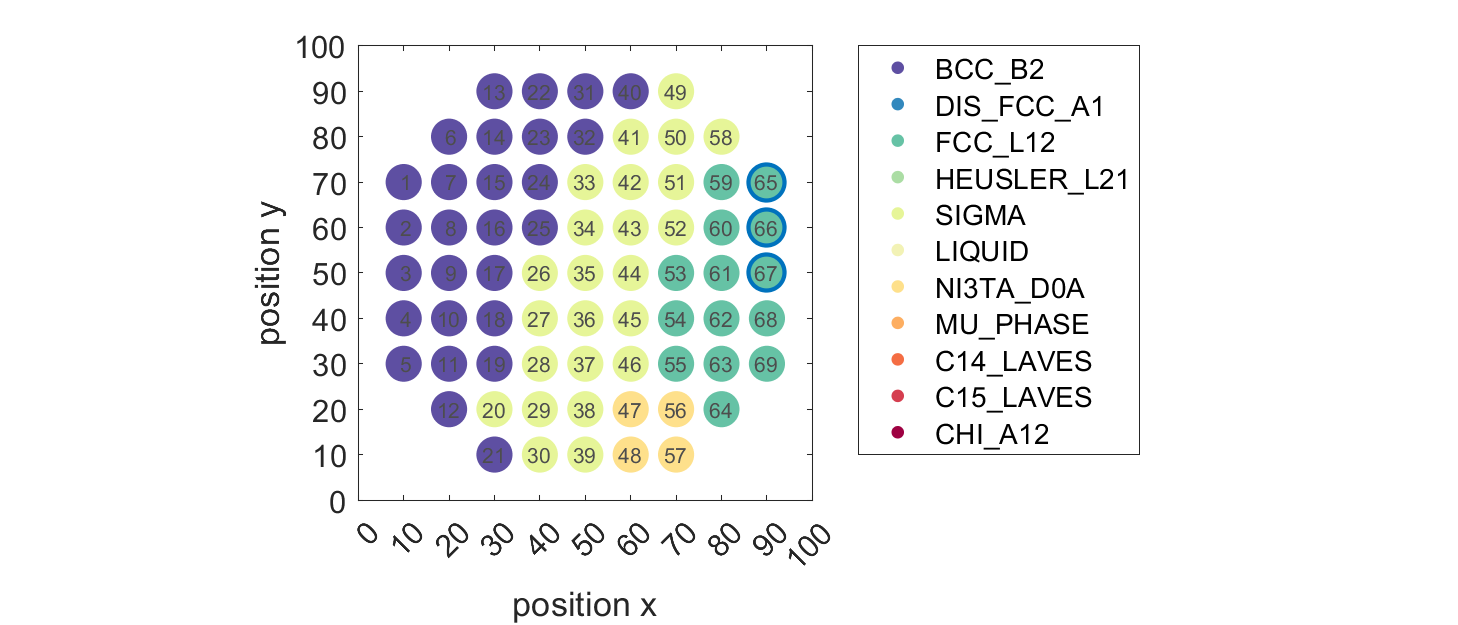 100
90
80
70
60
50
40
30
20
10
0
position y
13 22 31 40 49
6 14 23 32 41 50 58
1 7 15 24 33 42 51 59 65
2 8 16 25 34 43 52 60 66
3 9 17 26 35 44 53 61 67
4 10 18 27 36 45 54 62 68
5 11 19 28 37 46 55 63 69
12 20 29 38 47 56 64
21 30 39 48 57
0 10 20 30 40 50 60 70 80 90 100
position x
BCC_B2
DIS_FCC_A1
FCC_L12
HEUSLER_L21
SIGMA
LIQUID
NI3TA_D0A
MU_PHASE
C14_LAVES
C15_LAVES
CHI_A12